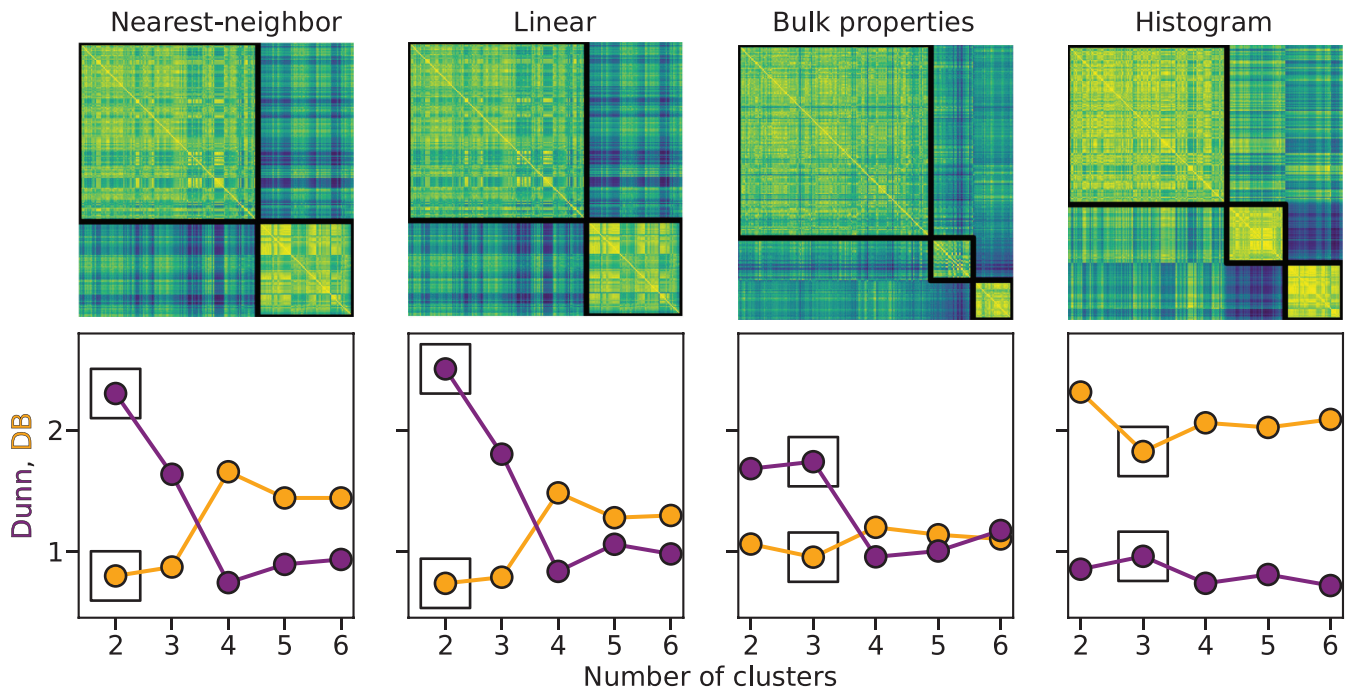 Nearest-neighbor
Linear
Bulk properties
Histogram
Dunn, DB
2
1
2 3 4 5 6
2 3 4 5 6
2 3 4 5 6
2 3 4 5 6
Number of clusters